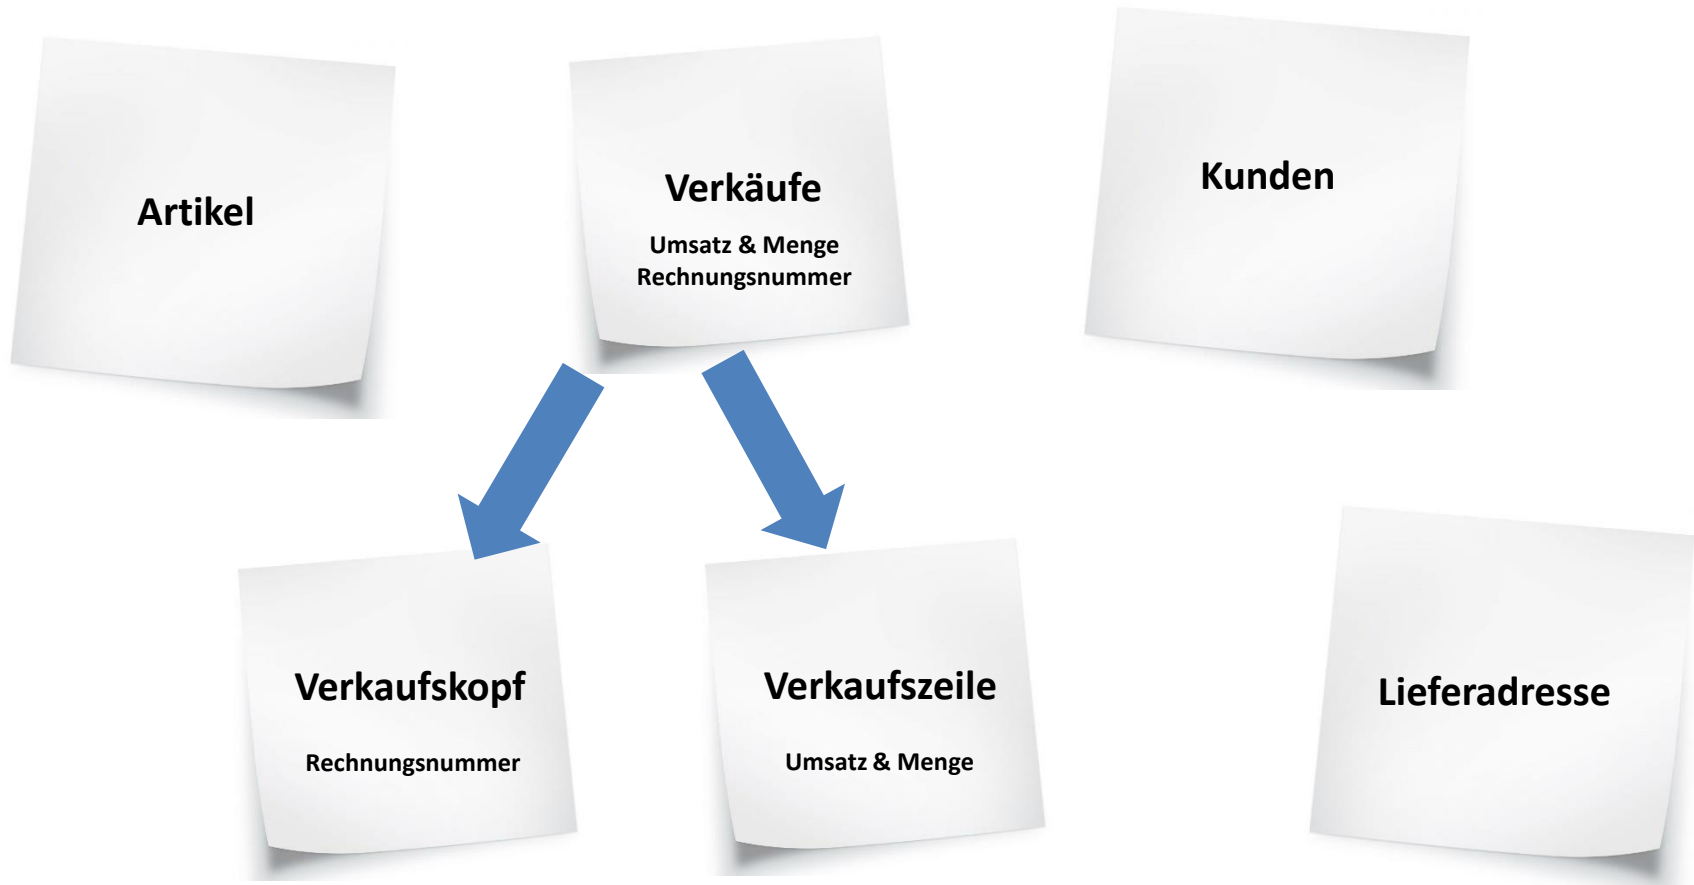 Artikel
Verkäufe
Umsatz & Menge
Rechnungsnummer
Kunden
Verkaufskopf
Rechnungsnummer
Verkaufszeile
Umsatz & Menge
Lieferadresse